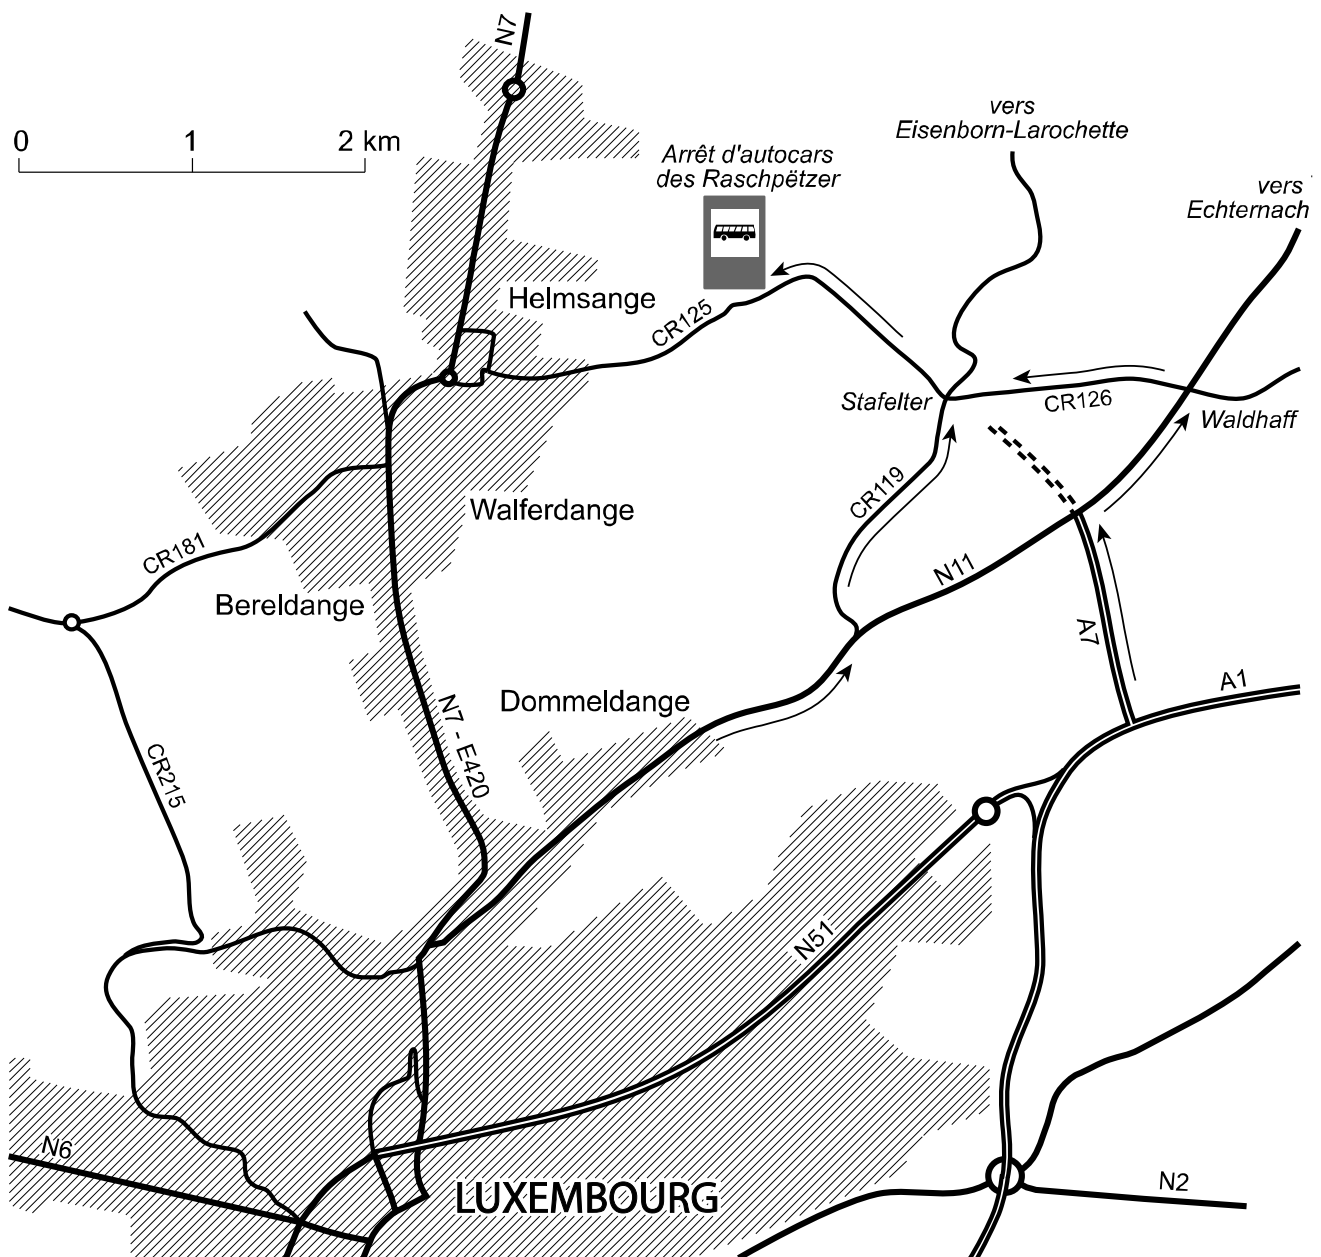 N7
0 1 2 km
vers
Eisenborn-Larochette
Arrêt d'autocars
des Raschpëtzer
vers
Echternach
Helmsange
CR125
Stafelter
CR126
Waldhaff
CR119
Walferdange
CR181
N11
Bereldange
A7
A1
Dommeldange
N7 - E420
CR215
N51
N6
N2
LUXEMBOURG